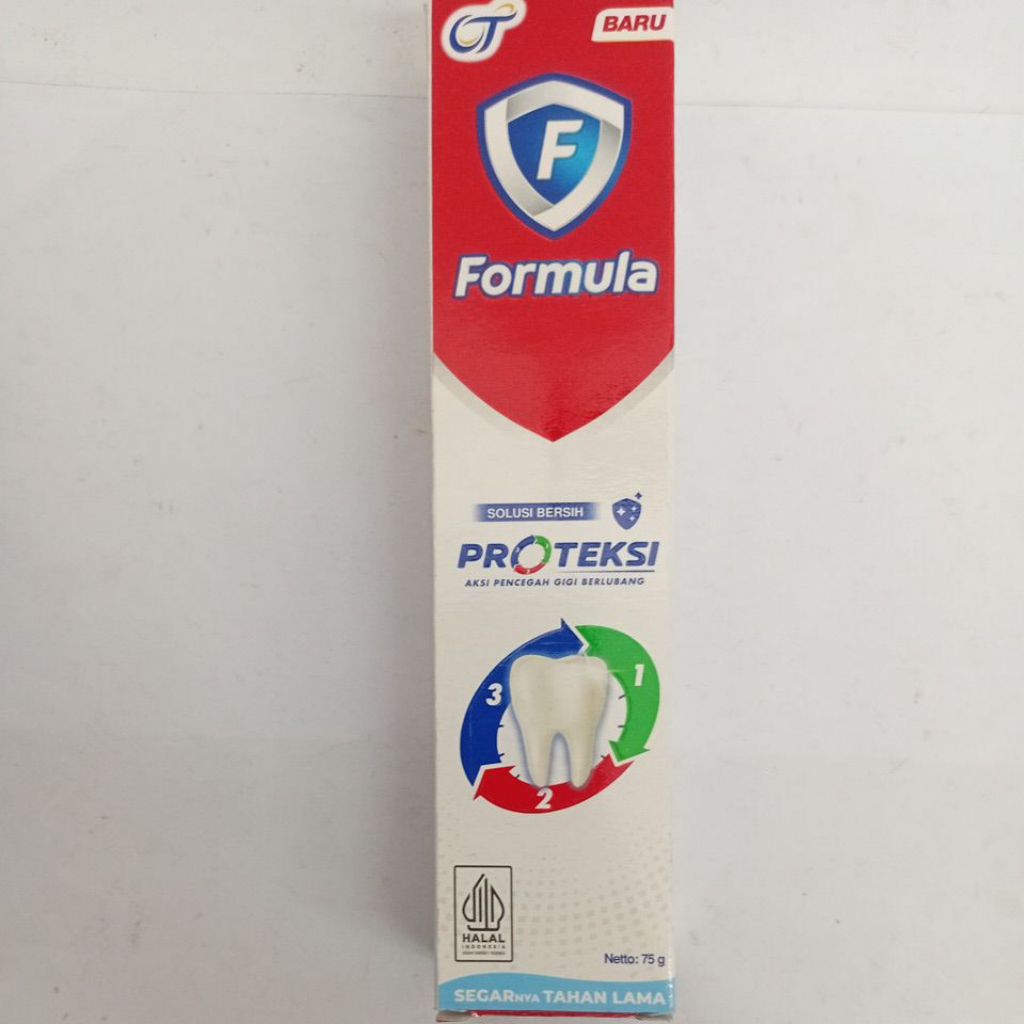 OT
BARU
F
Formula
SOLUSI BERSIH
PROTEKSI
AKSI PENCEGAH GIGI BERLUBANG
1
3
2
HALAL
INDONESIA
Netto: 75 g
SEGARNYA TAHAN LAMA